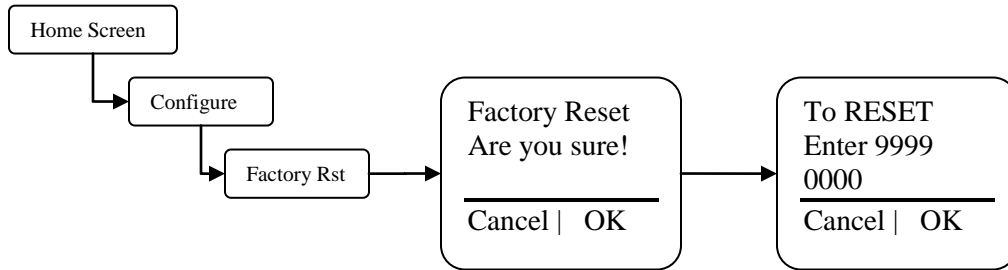 Home Screen
Configure
Factory Rst
Factory Reset
Are you sure!
Cancel | OK
To RESET
Enter 9999
0000
Cancel | OK